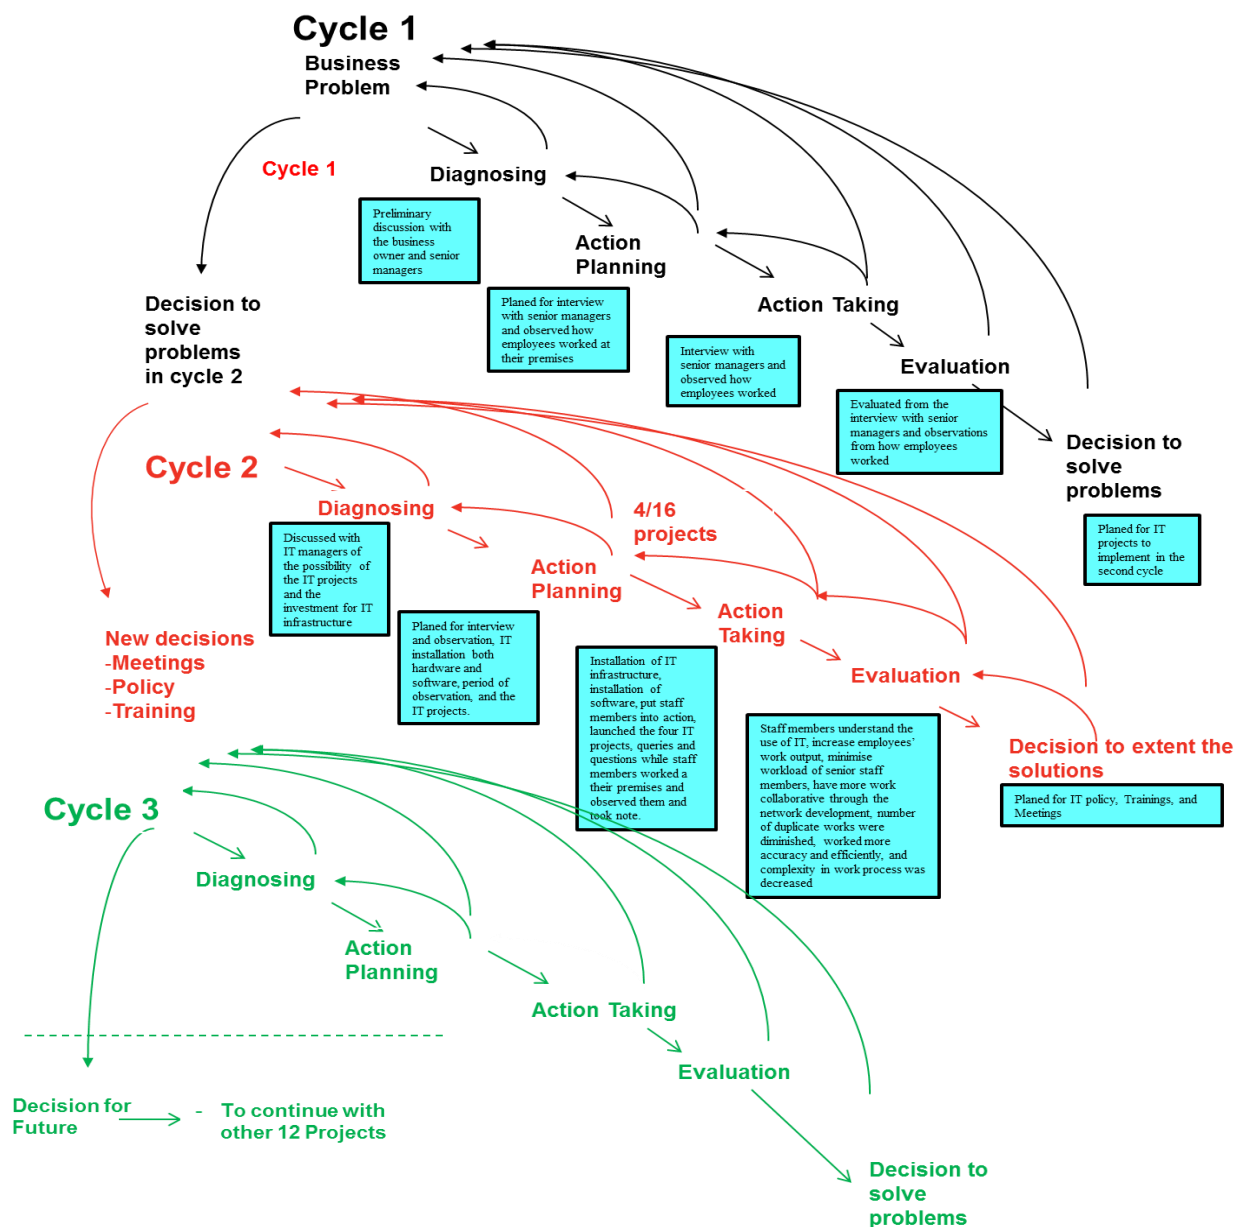 Cycle 1
Business
Problem
Cycle 1
Diagnosing
Preliminary
discussion with
the business
owner and senior
managers
Action
Planning
Planed for interview
with senior managers
and observed how
employees worked at
their premises
Action Taking
Interview with
senior managers and
observed how
employees worked
Evaluation
Evaluated from the
interview with senior
managers and observations
from how employees
worked
Decision to
solve
problems
Planed for IT
projects to
implement in the
second cycle
Decision to
solve
problems
in cycle 2
Cycle 2
Diagnosing
Discussed with
IT managers of
the possibility of
the IT projects
and the
investment for IT
infrastructure
4/16
projects
Action
Planning
Planed for interview
and observation, IT
installation both
hardware and
software, period of
observation, and the
IT projects.
Action
Taking
Installation of IT
infrastructure,
installation of
software, put staff
members into action,
launched the four IT
projects, queries and
questions while staff
members worked a
their premises and
observed them and
took note.
Evaluation
Staff members understand the
use of IT, increase employees’
work output, minimise
workload of senior staff
members, have more work
collaborative through the
network development, number
of duplicate works were
diminished, worked more
accuracy and efficiently, and
complexity in work process was
decreased
Decision to extent the
solutions
Planed for IT policy, Trainings, and
Meetings
New decisions
-Meetings
-Policy
-Training
Cycle 3
Diagnosing
Action
Planning
Action Taking
Evaluation
Decision to
solve
problems
Decision for
Future
- To continue with
other 12 Projects